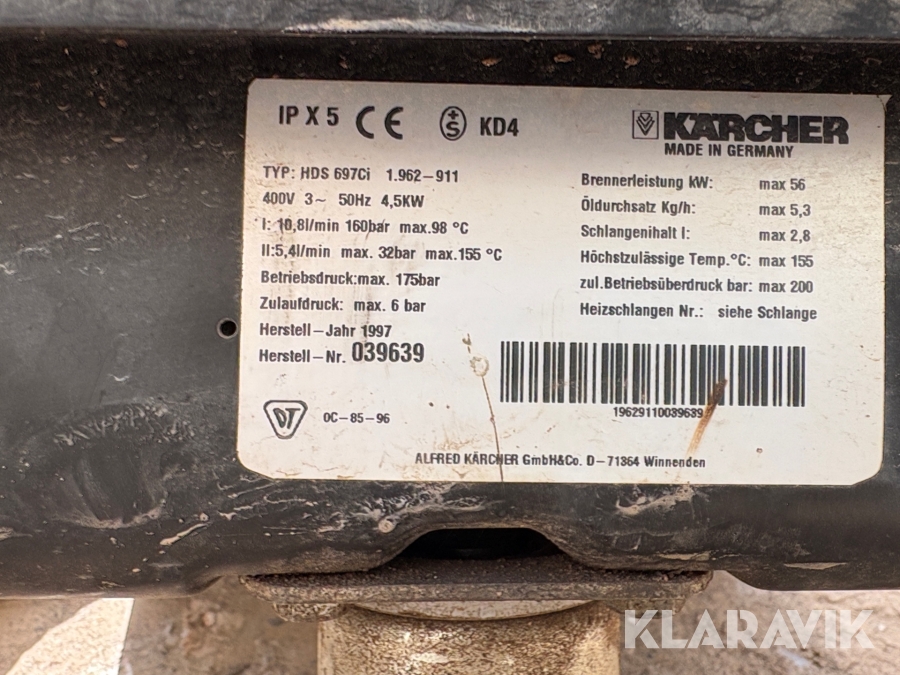 IP X 5 CE +S KD4
KÄRCHER
MADE IN GERMANY
TYP: HDS 697Ci 1.962-911
400V 3~ 50Hz 4,5KW
I: 10,8l/min 160bar max.98 °C
II:5,4l/min max. 32bar max.155 °C
Betriebsdruck:max. 175bar
Zulaufdruck: max. 6 bar
Herstell-Jahr 1997
Herstell-Nr. 039639
Brennerleistung kW: max 56
Öldurchsatz Kg/h: max 5,3
Schlangenihalt l: max 2,8
Höchstzulässige Temp.°C: max 155
zul.Betriebsüberdruck bar: max 200
Heizschlangen Nr.: siehe Schlange
19629110039639
DT OC-85-96
ALFRED KÄRCHER GmbH&Co. D-71364 Winnenden
KLARAVIK